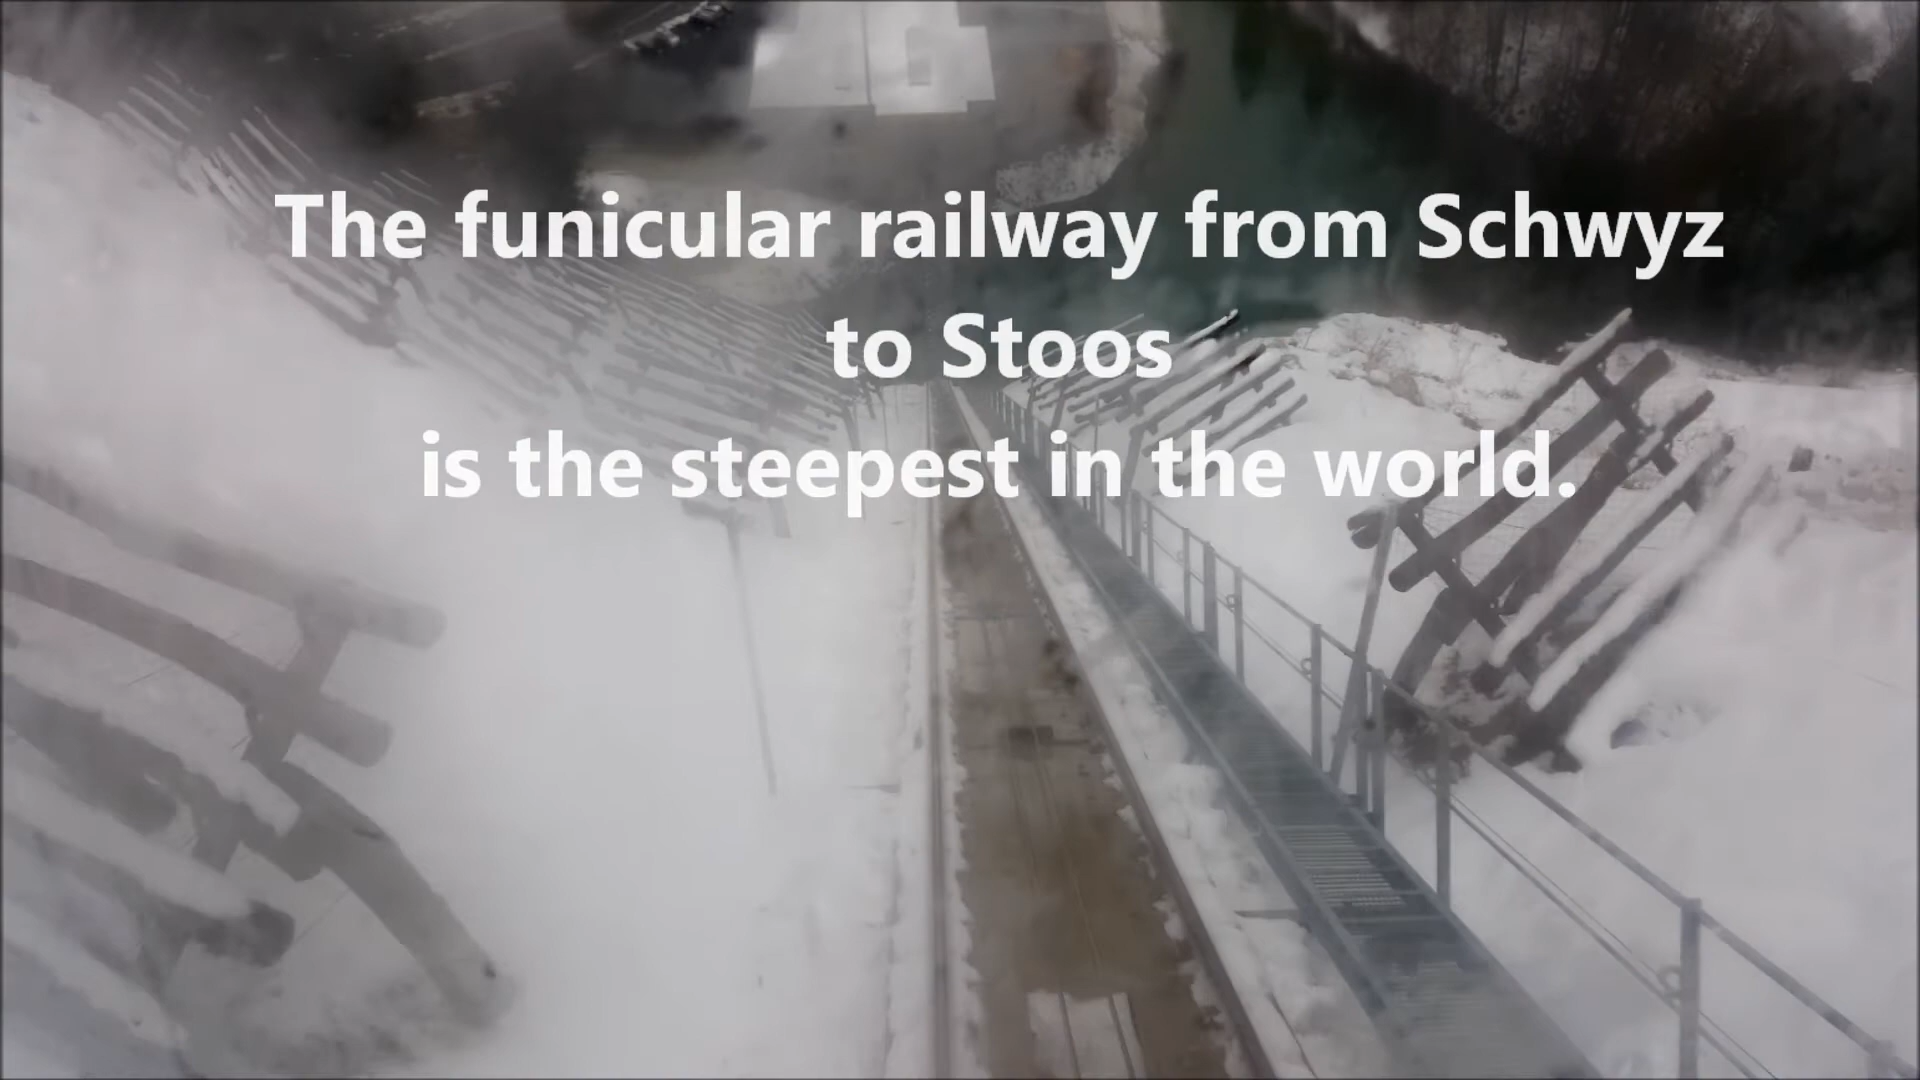 The funicular railway from Schwyz
to Stoos
is the steepest in the world.